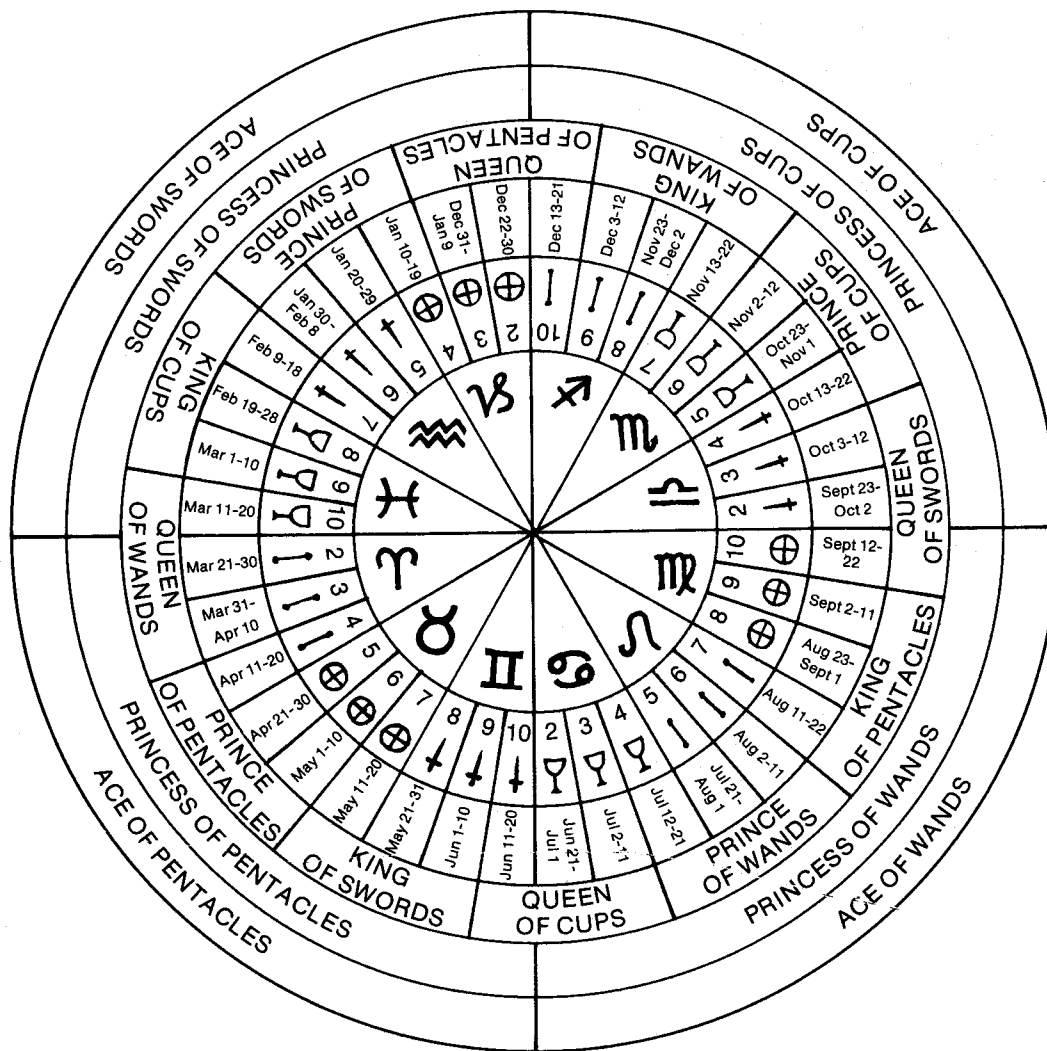 ACE OF SWORDS
ACE OF CUPS
ACE OF WANDS
ACE OF PENTACLES
PRINCESS OF SWORDS
PRINCESS OF CUPS
PRINCESS OF WANDS
PRINCESS OF PENTACLES
QUEEN
OF PENTACLES
KING
OF WANDS
PRINCE
OF CUPS
QUEEN
OF SWORDS
KING
OF PENTACLES
PRINCE
OF WANDS
QUEEN
OF CUPS
KING
OF SWORDS
PRINCE
OF PENTACLES
QUEEN
OF WANDS
KING
OF CUPS
PRINCE
OF SWORDS
Dec 22-30
Dec 13-21
Dec 3-12
Nov 23-
Dec 2
Nov 13-22
Nov 2-12
Oct 23-
Nov 1
Oct 13-22
Oct 3-12
Sept 23-
Oct 2
Sept 12-
22
Sept 2-11
Aug 23-
Sept 1
Aug 11-22
Aug 2-11
Jul 21-
Aug 1
Jul 12-21
Jul 2-11
Jun 21-
Jul 1
Jun 11-20
Jun 1-10
May 21-31
May 11-20
May 1-10
Apr 21-30
Apr 11-20
Mar 31-
Apr 10
Mar 21-30
Mar 11-20
Mar 1-10
Feb 19-28
Feb 9-18
Jan 30-
Feb 8
Jan 20-29
Jan 10-19
Dec 31-
Jan 9
2
10
9
8
7
6
5
4
3
2
10
9
8
7
6
5
4
3
2
10
9
8
7
6
5
4
3
2
10
9
8
7
6
5
4
3
♑
♐
♏
♎
♍
♌
♋
♊
♉
♈
♓
♒